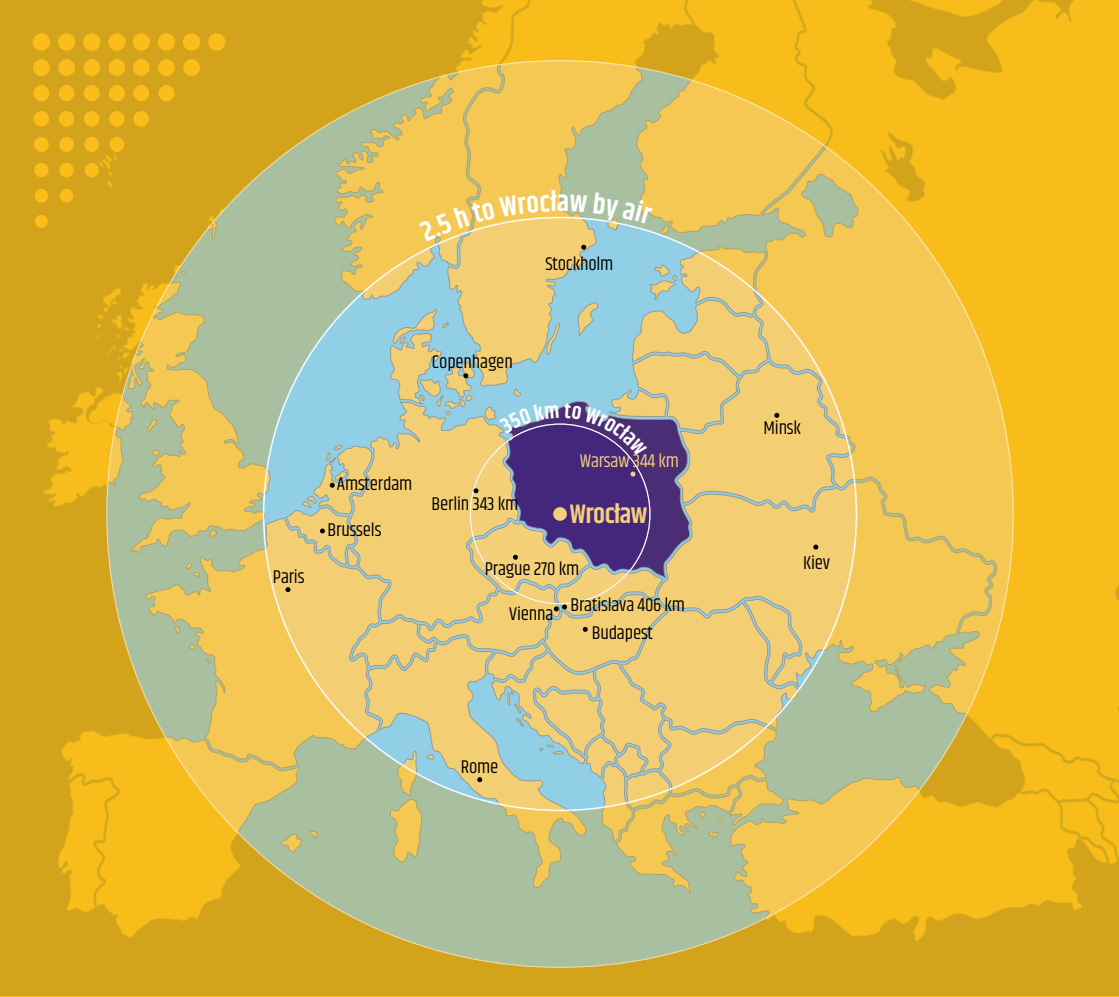 2.5 h to Wrocław by air
Stockholm
Copenhagen
350 km to Wrocław
Minsk
Warsaw 344 km
Amsterdam
Berlin 343 km
Wrocław
Brussels
Kiev
Prague 270 km
Paris
Bratislava 406 km
Vienna
Budapest
Rome